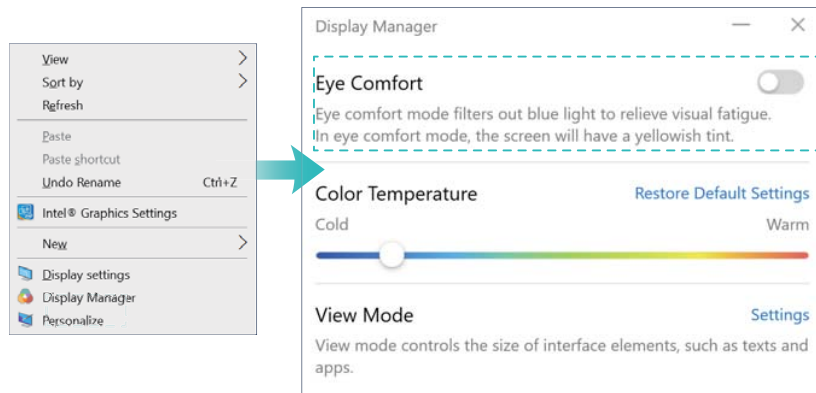 View
Sort by
Refresh
Paste
Paste shortcut
Undo Rename Ctrl+Z
Intel® Graphics Settings
New
Display settings
Display Manager
Personalize
Display Manager
Eye Comfort
Eye comfort mode filters out blue light to relieve visual fatigue.
In eye comfort mode, the screen will have a yellowish tint.
Color Temperature Restore Default Settings
Cold Warm
View Mode Settings
View mode controls the size of interface elements, such as texts and
apps.